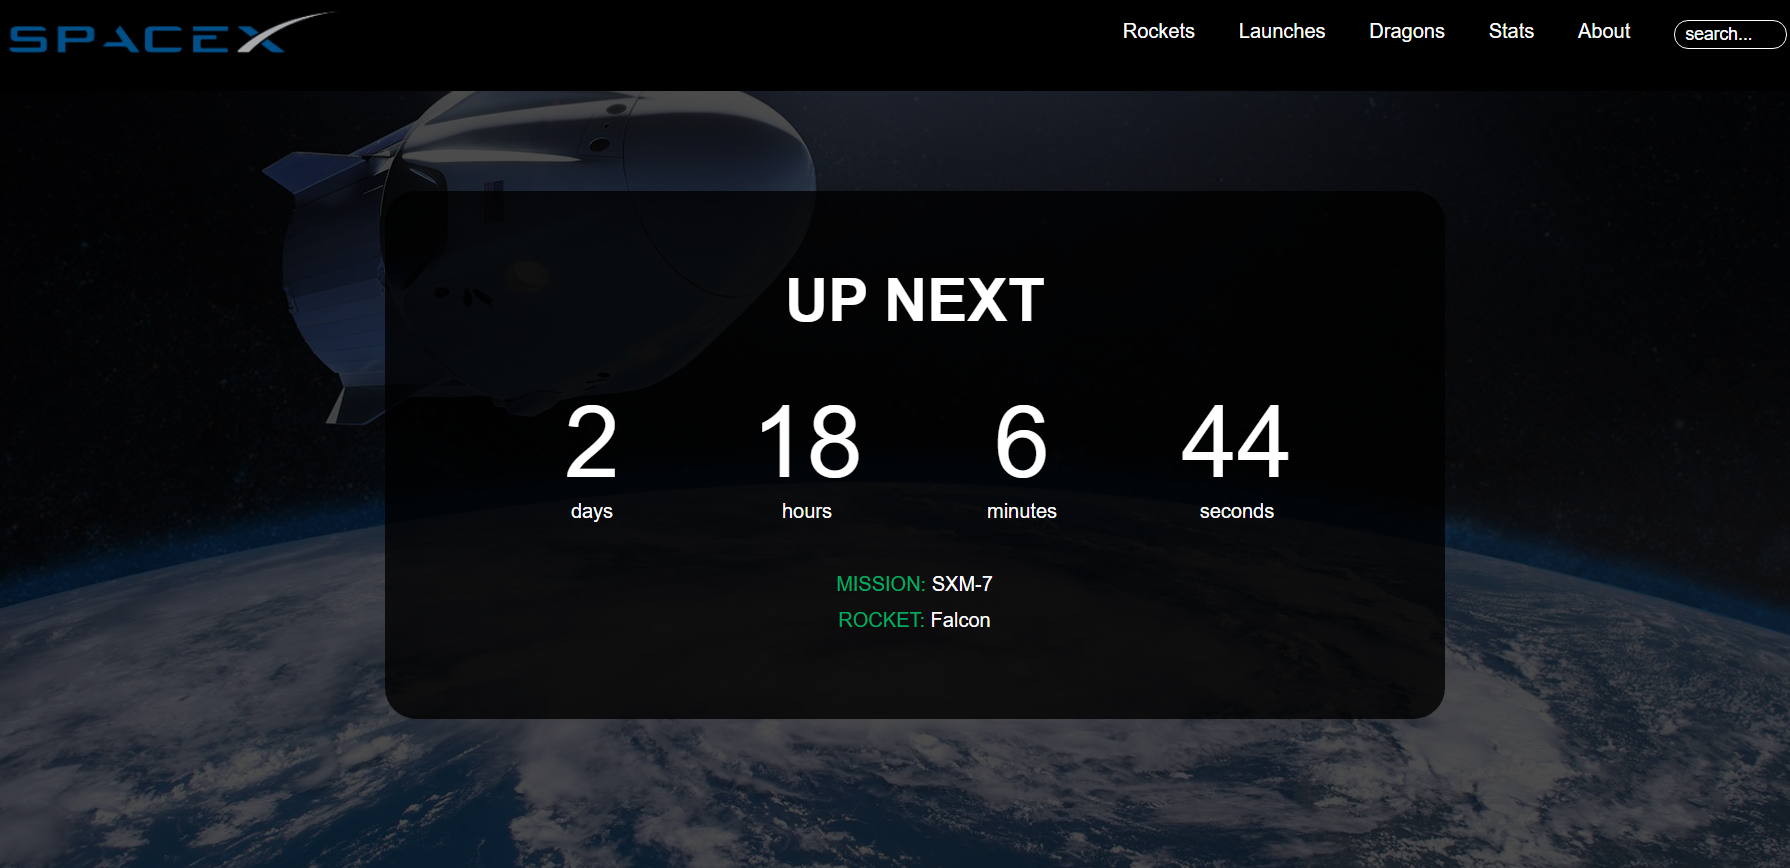 SPACEX
Rockets Launches Dragons Stats About search...
UP NEXT
2 18 6 44
days hours minutes seconds
MISSION: SXM-7
ROCKET: Falcon